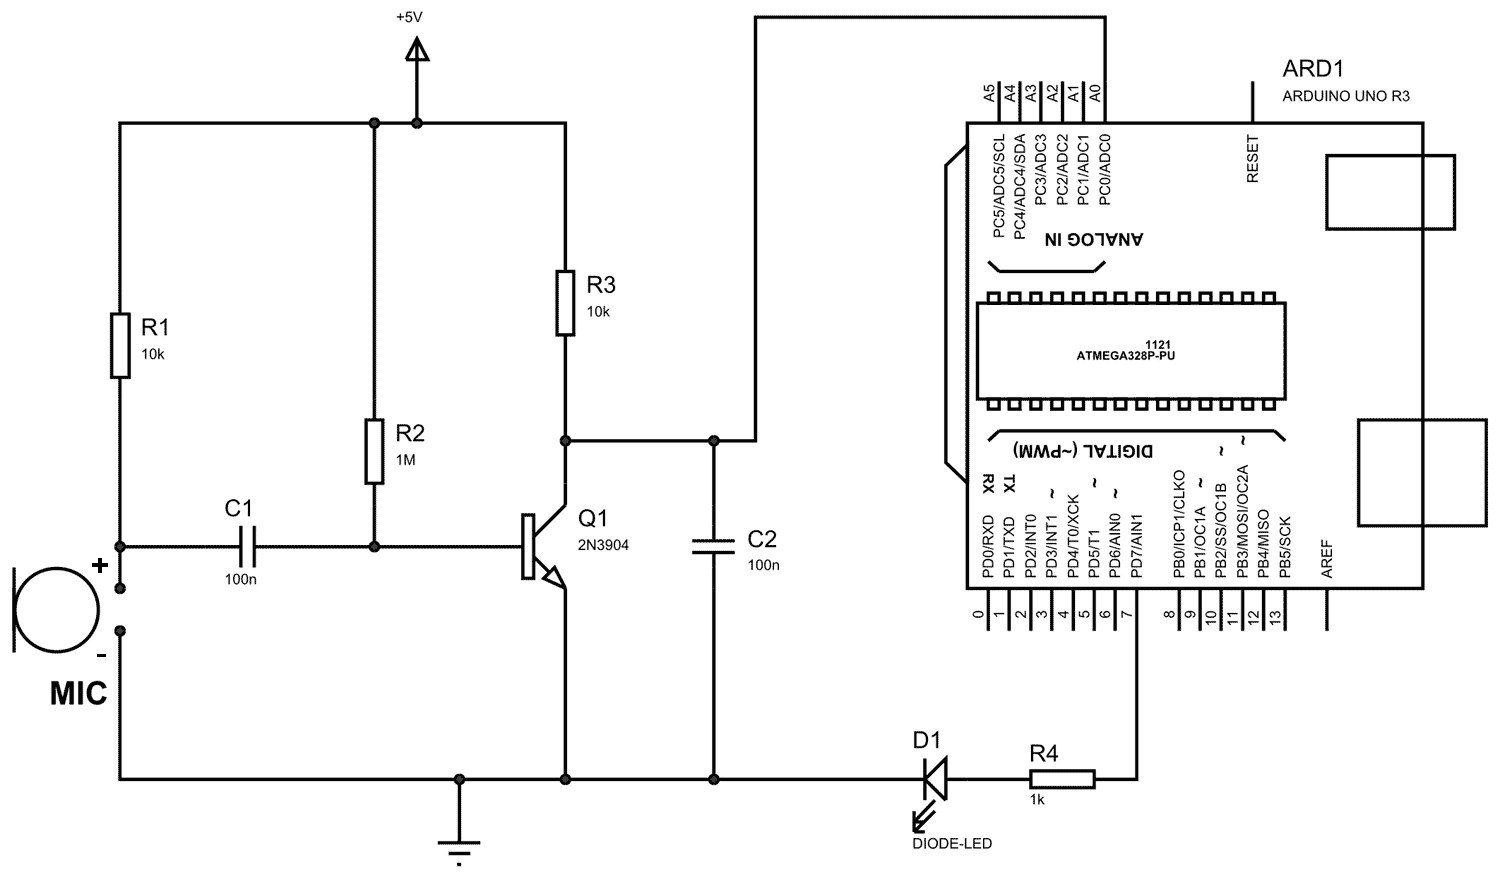 +5V
ARD1
ARDUINO UNO R3
A5
A4
A3
A2
A1
A0
RESET
PC5/ADC5/SCL
PC4/ADC4/SDA
PC3/ADC3
PC2/ADC2
PC1/ADC1
PC0/ADC0
ANALOG IN
R3
10k
R1
10k
1121
ATMEGA328P-PU
R2
1M
DIGITAL (~PWM)
RX
TX
~
~
~
~
~
~
C1
100n
Q1
2N3904
C2
100n
PD0/RXD
PD1/TXD
PD2/INT0
PD3/INT1
PD4/T0/XCK
PD5/T1
PD6/AIN0
PD7/AIN1
PB0/ICP1/CLKO
PB1/OC1A
PB2/SSO/OC1B
PB3/MOSI/OC2A
PB4/MISO
PB5/SCK
AREF
+
-
MIC
0
1
2
3
4
5
6
7
8
9
10
11
12
13
D1
DIODE-LED
R4
1k